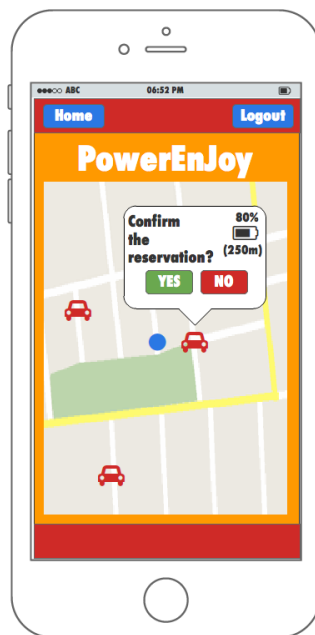 ABC 06:52 PM
Home Logout
PowerEnJoy
Confirm 80%
the
reservation? (250m)
YES NO